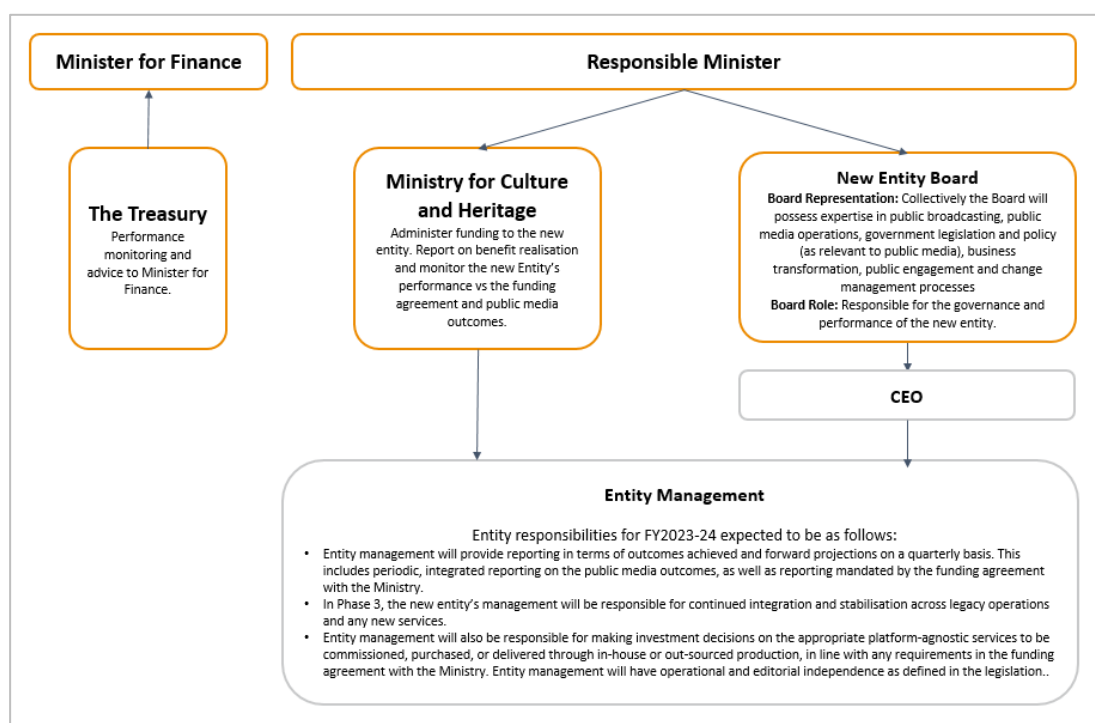 Minister for Finance
Responsible Minister
The Treasury
Performance
monitoring and
advice to Minister for
Finance.
Ministry for Culture
and Heritage
Administer funding to the new
entity. Report on benefit realisation
and monitor the new Entity's
performance vs the funding
agreement and public media
outcomes.
New Entity Board
Board Representation: Collectively the Board will
possess expertise in public broadcasting, public
media operations, government legislation and policy
(as relevant to public media), business
transformation, public engagement and change
management processes
Board Role: Responsible for the governance and
performance of the new entity.
CEO
Entity Management
Entity responsibilities for FY2023-24 expected to be as follows:
• Entity management will provide reporting in terms of outcomes achieved and forward projections on a quarterly basis. This
includes periodic, integrated reporting on the public media outcomes, as well as reporting mandated by the funding agreement
with the Ministry.
• In Phase 3, the new entity's management will be responsible for continued integration and stabilisation across legacy operations
and any new services.
• Entity management will also be responsible for making investment decisions on the appropriate platform-agnostic services to be
commissioned, purchased, or delivered through in-house or out-sourced production, in line with any requirements in the funding
agreement with the Ministry. Entity management will have operational and editorial independence as defined in the legislation..